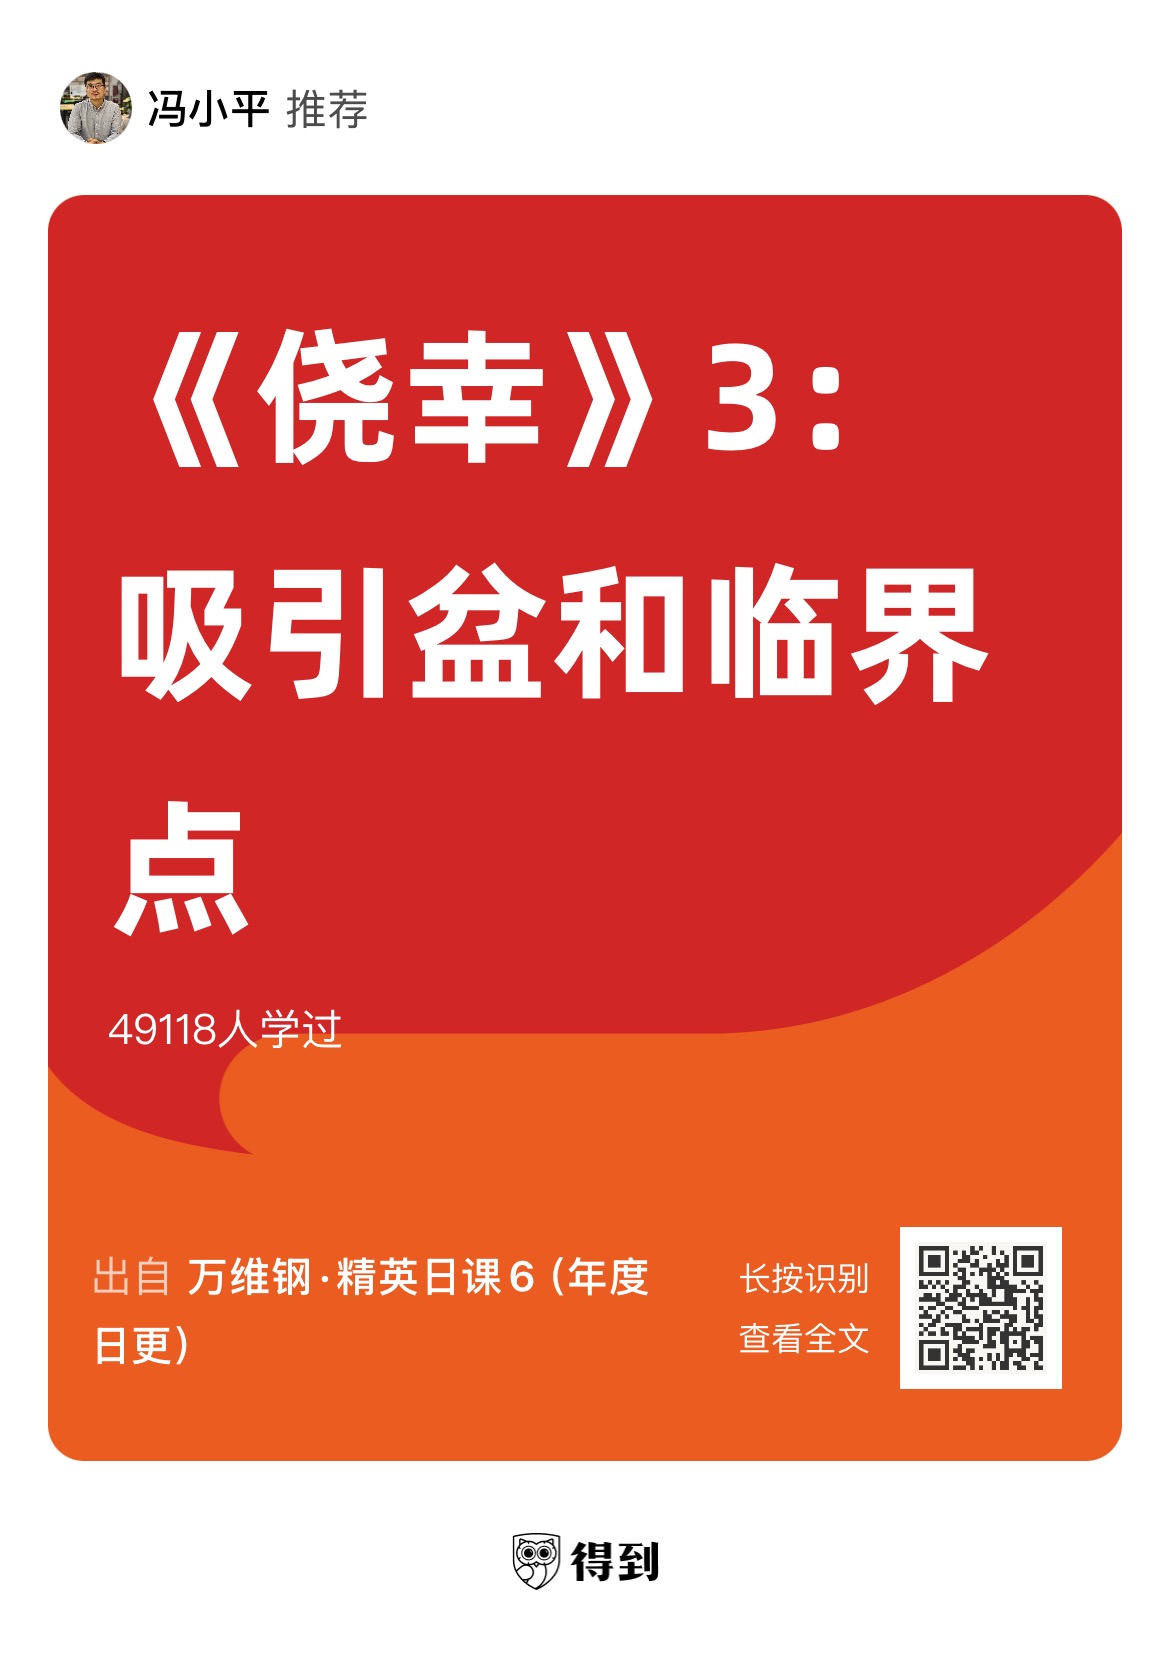 冯小平 推荐
《侥幸》3：
吸引盆和临界
点
49118人学过
出自 万维钢·精英日课6（年度
日更）
长按识别
查看全文
得到